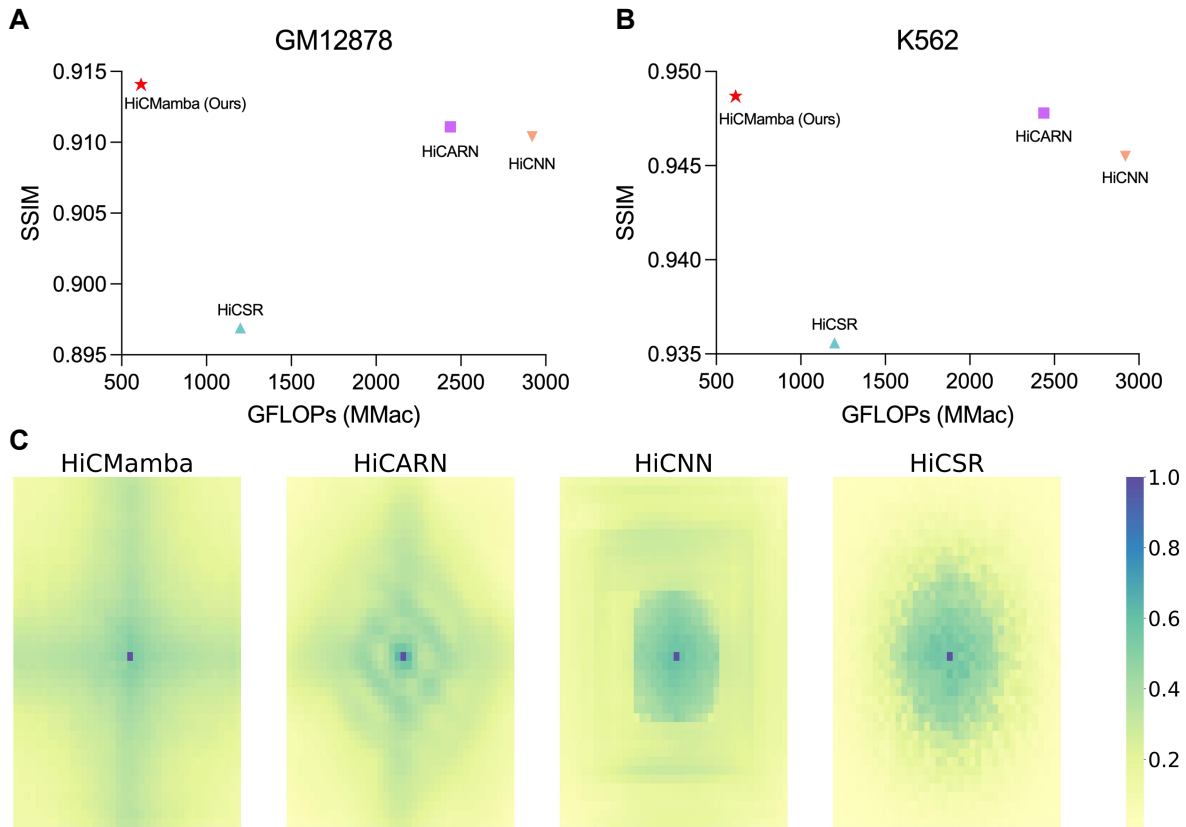 A
GM12878
0.915
0.910
0.905
0.900
0.895
SSIM
HiCMamba (Ours)
HiCARN
HiCNN
HiCSR
500 1000 1500 2000 2500 3000
GFLOPs (MMac)
B
K562
0.950
0.945
0.940
0.935
SSIM
HiCMamba (Ours)
HiCARN
HiCNN
HiCSR
500 1000 1500 2000 2500 3000
GFLOPs (MMac)
C
HiCMamba HiCARN HiCNN HiCSR
1.0
0.8
0.6
0.4
0.2